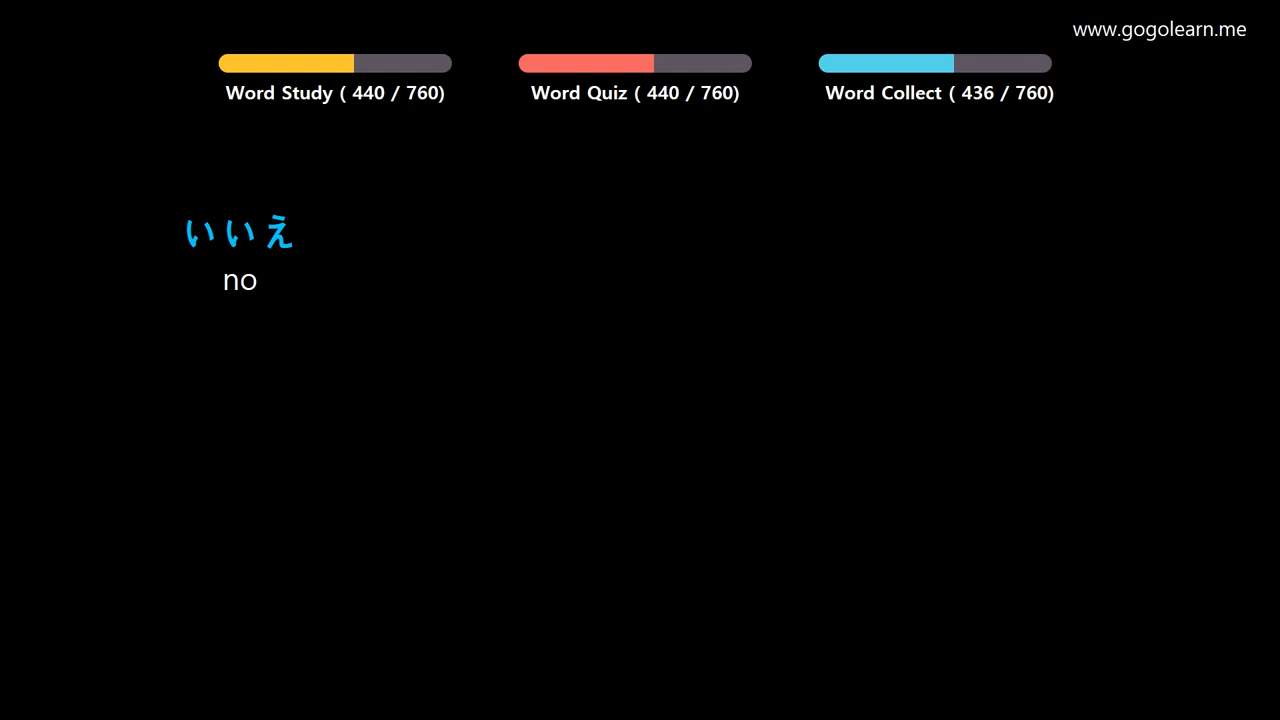 www.gogolearn.me
Word Study ( 440 / 760)
Word Quiz ( 440 / 760)
Word Collect ( 436 / 760)
いいえ
no